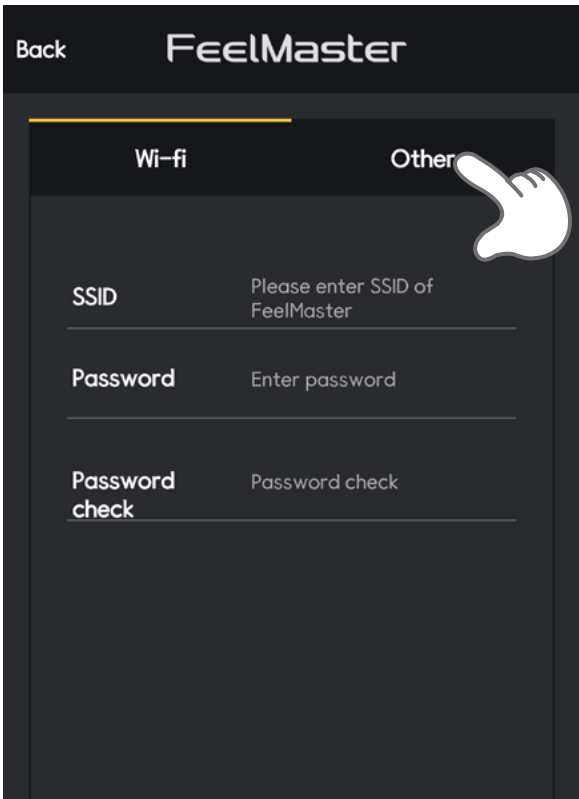 Back
FeelMaster
Wi-fi
Other
SSID
Please enter SSID of
FeelMaster
Password
Enter password
Password
check
Password check